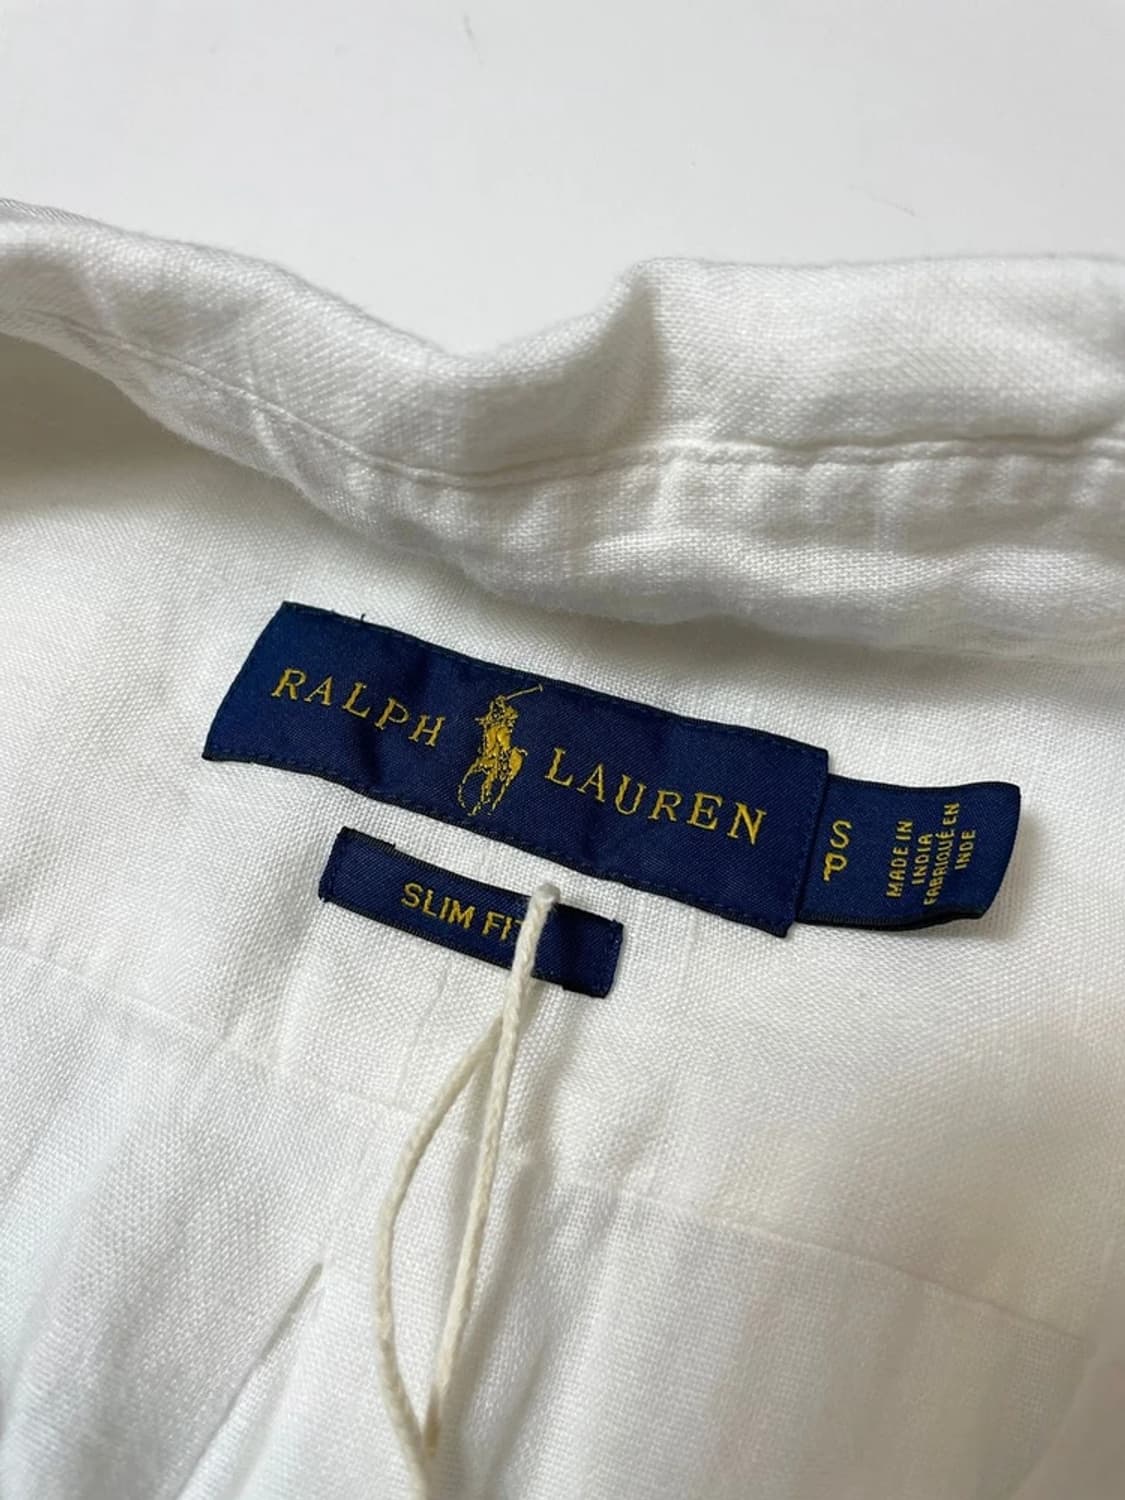 RALPH LAUREN
S
P
MADE IN
INDIA
FABRIQUÉ EN
INDE
SLIM FIT